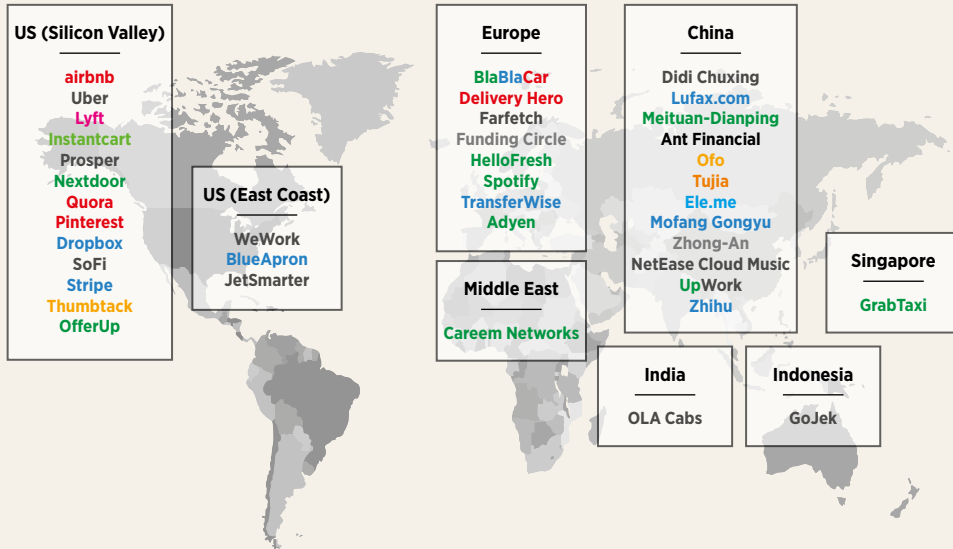 US (Silicon Valley)
airbnb
Uber
Lyft
Instantcart
Prosper
Nextdoor
Quora
Pinterest
Dropbox
SoFi
Stripe
Thumbtack
OfferUp
US (East Coast)
WeWork
BlueApron
JetSmarter
Europe
BlaBlaCar
Delivery Hero
Farfetch
Funding Circle
HelloFresh
Spotify
TransferWise
Adyen
Middle East
Careem Networks
China
Didi Chuxing
Lufax.com
Meituan-Dianping
Ant Financial
Ofo
Tujia
Ele.me
Mofang Gongyu
Zhong-An
NetEase Cloud Music
UpWork
Zhihu
Singapore
GrabTaxi
India
OLA Cabs
Indonesia
GoJek